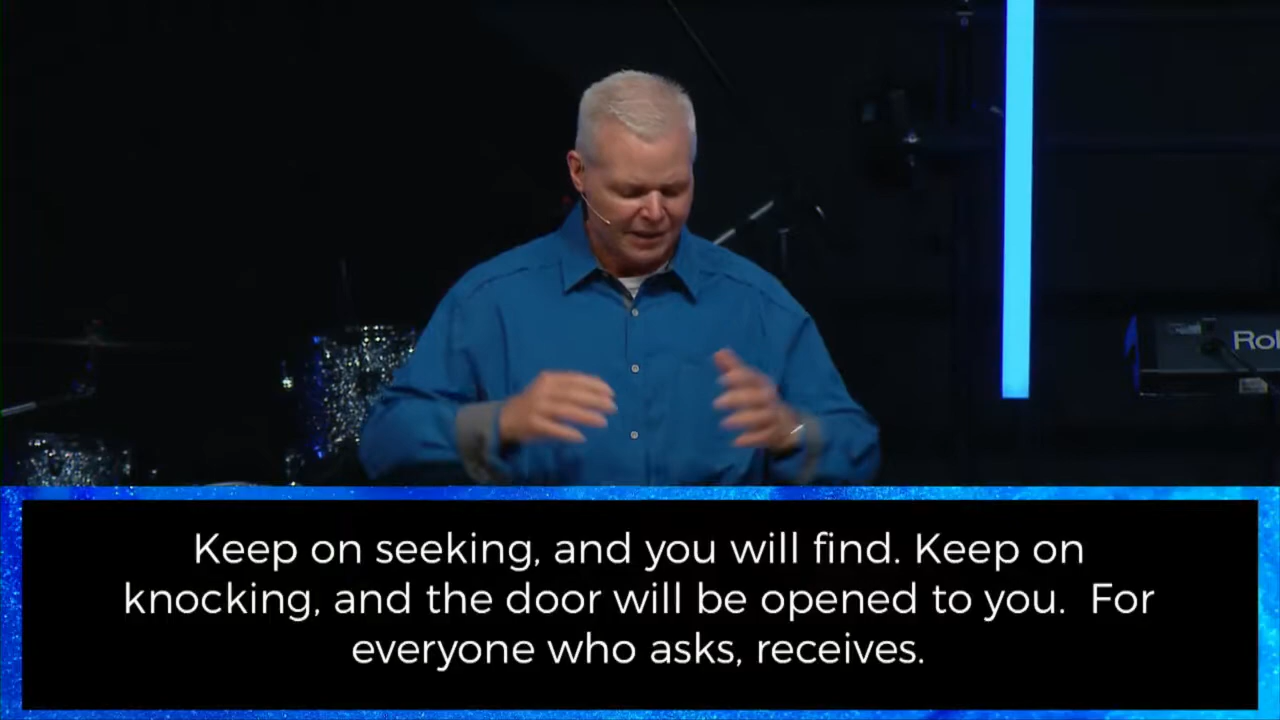 Rol
Keep on seeking, and you will find. Keep on
knocking, and the door will be opened to you.  For
everyone who asks, receives.